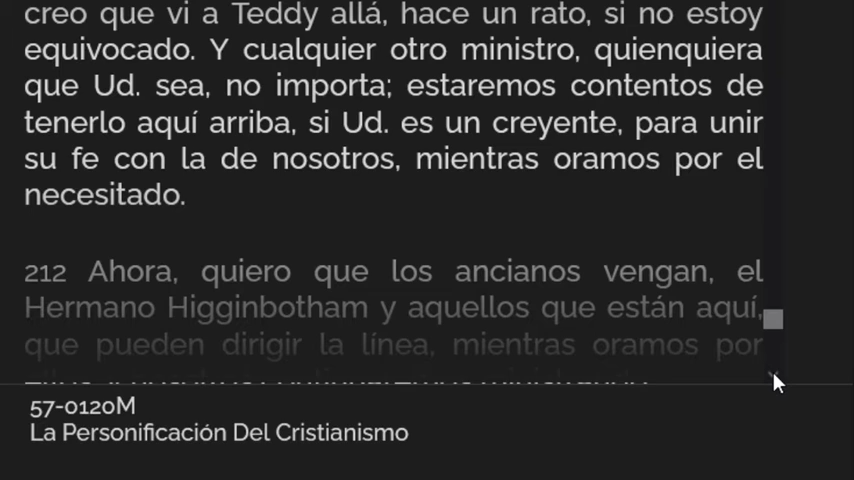 creo que vi a Teddy allá, hace un rato, si no estoy
equivocado. Y cualquier otro ministro, quienquiera
que Ud. sea, no importa; estaremos contentos de
tenerlo aquí arriba, si Ud. es un creyente, para unir
su fe con la de nosotros, mientras oramos por el
necesitado.
212 Ahora, quiero que los ancianos vengan, el
Hermano Higginbotham y aquellos que están aquí,
que pueden dirigir la línea, mientras oramos por
57-0120M
La Personificación Del Cristianismo